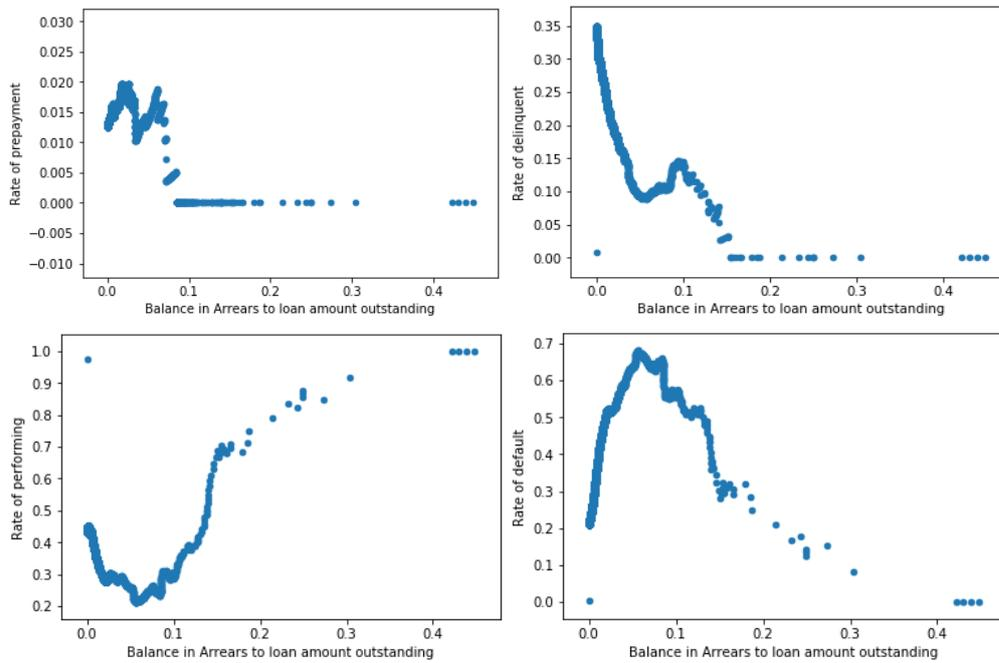 0.030
0.025
0.020
0.015
0.010
0.005
0.000
−0.005
−0.010
Rate of prepayment
0.0 0.1 0.2 0.3 0.4
Balance in Arrears to loan amount outstanding
0.35
0.30
0.25
0.20
0.15
0.10
0.05
0.00
Rate of delinquent
0.0 0.1 0.2 0.3 0.4
Balance in Arrears to loan amount outstanding
1.0
0.9
0.8
0.7
0.6
0.5
0.4
0.3
0.2
Rate of performing
0.0 0.1 0.2 0.3 0.4
Balance in Arrears to loan amount outstanding
0.7
0.6
0.5
0.4
0.3
0.2
0.1
0.0
Rate of default
0.0 0.1 0.2 0.3 0.4
Balance in Arrears to loan amount outstanding